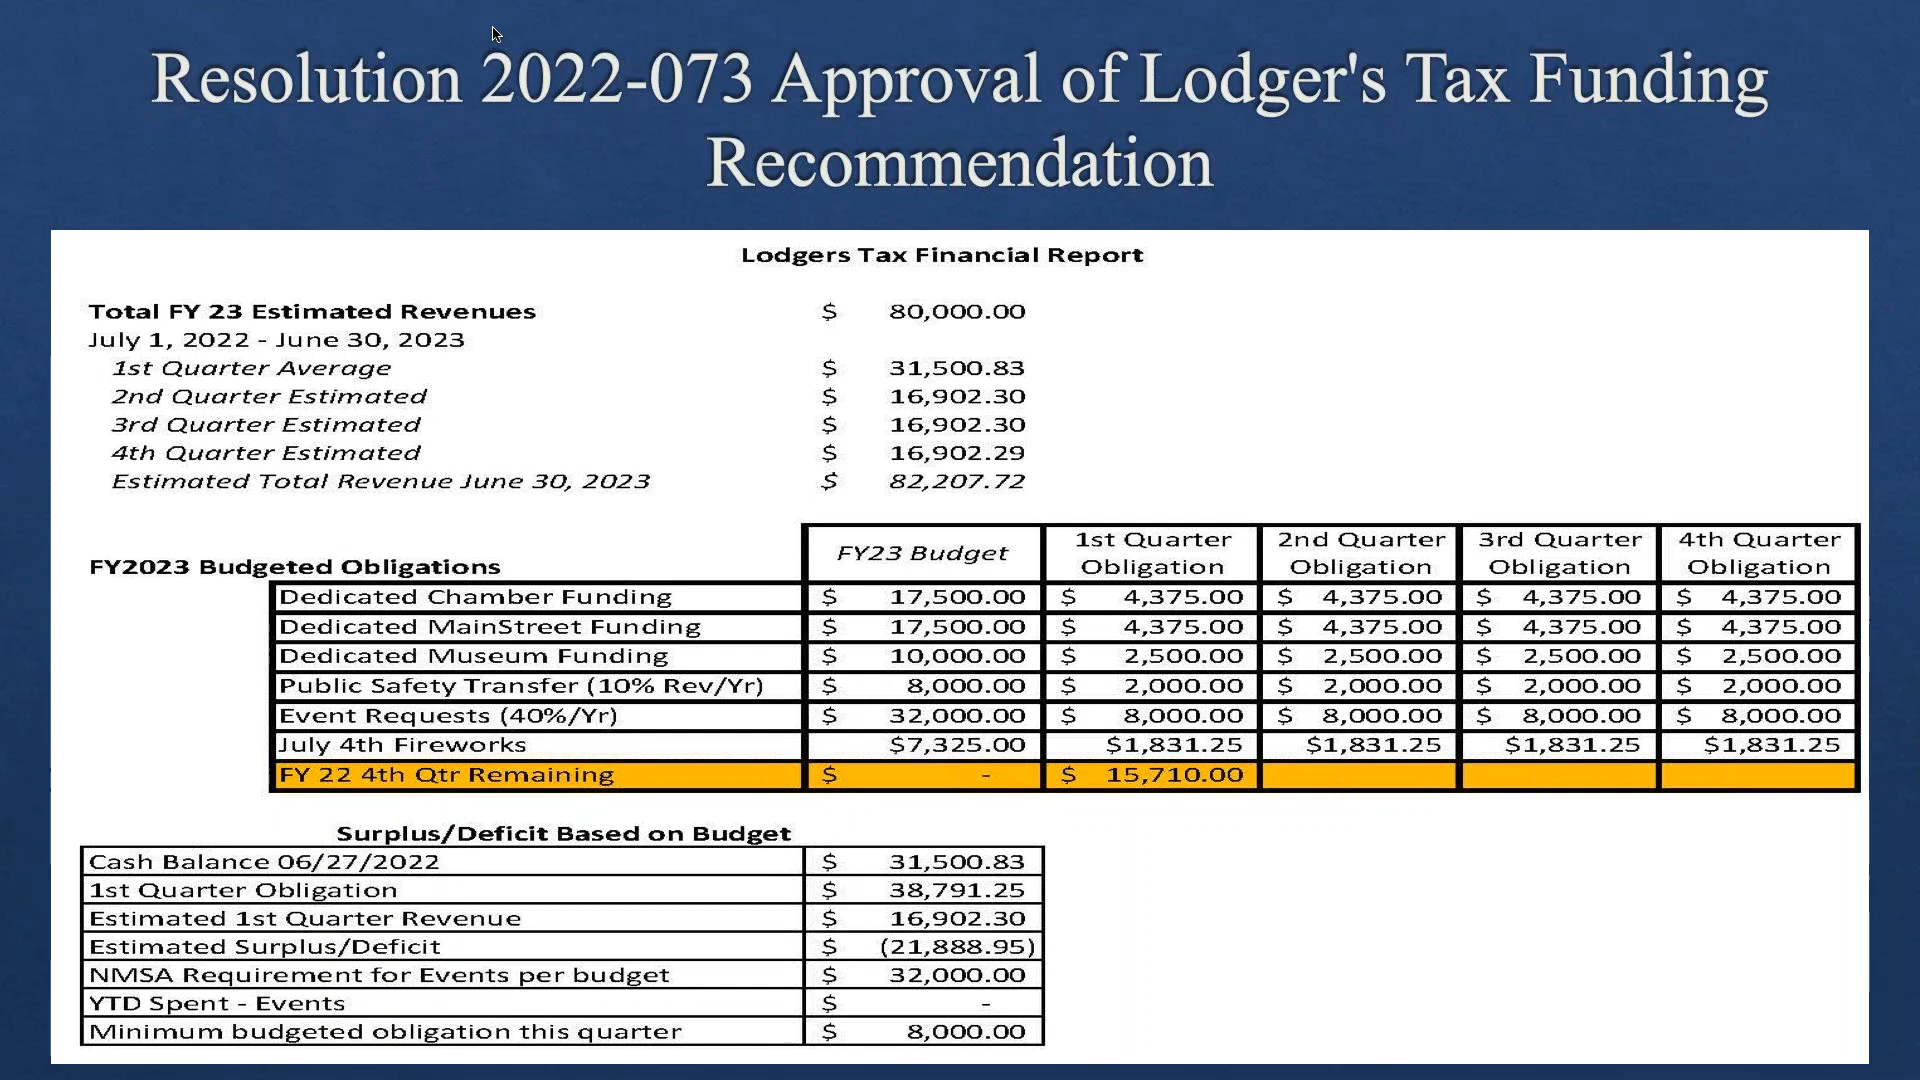 Resolution 2022-073 Approval of Lodger's Tax Funding
Recommendation
Lodgers Tax Financial Report
Total FY 23 Estimated Revenues $ 80,000.00
July 1, 2022 - June 30, 2023
1st Quarter Average $ 31,500.83
2nd Quarter Estimated $ 16,902.30
3rd Quarter Estimated $ 16,902.30
4th Quarter Estimated $ 16,902.29
Estimated Total Revenue June 30, 2023 $ 82,207.72
FY2023 Budgeted Obligations FY23 Budget 1st Quarter Obligation 2nd Quarter Obligation 3rd Quarter Obligation 4th Quarter Obligation
Dedicated Chamber Funding $ 17,500.00 $ 4,375.00 $ 4,375.00 $ 4,375.00 $ 4,375.00
Dedicated MainStreet Funding $ 17,500.00 $ 4,375.00 $ 4,375.00 $ 4,375.00 $ 4,375.00
Dedicated Museum Funding $ 10,000.00 $ 2,500.00 $ 2,500.00 $ 2,500.00 $ 2,500.00
Public Safety Transfer (10% Rev/Yr) $ 8,000.00 $ 2,000.00 $ 2,000.00 $ 2,000.00 $ 2,000.00
Event Requests (40%/Yr) $ 32,000.00 $ 8,000.00 $ 8,000.00 $ 8,000.00 $ 8,000.00
July 4th Fireworks $7,325.00 $1,831.25 $1,831.25 $1,831.25 $1,831.25
FY 22 4th Qtr Remaining $ - $ 15,710.00
Surplus/Deficit Based on Budget
Cash Balance 06/27/2022 $ 31,500.83
1st Quarter Obligation $ 38,791.25
Estimated 1st Quarter Revenue $ 16,902.30
Estimated Surplus/Deficit $ (21,888.95)
NMSA Requirement for Events per budget $ 32,000.00
YTD Spent - Events $ -
Minimum budgeted obligation this quarter $ 8,000.00